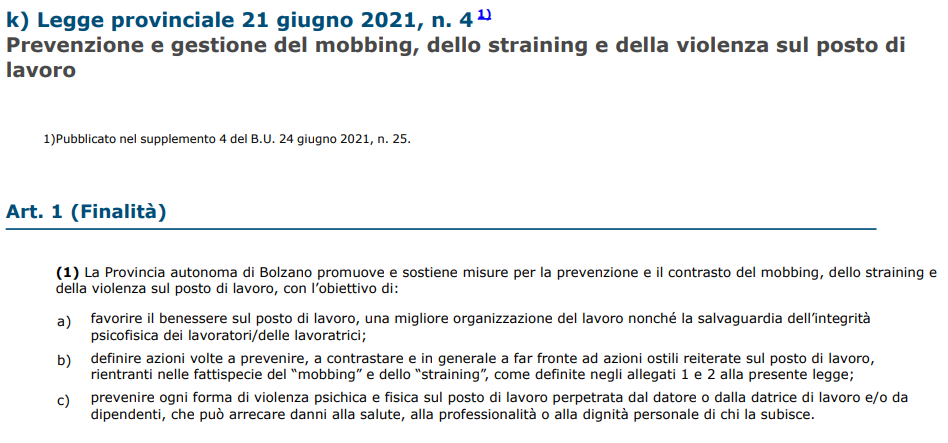 k) Legge provinciale 21 giugno 2021, n. 4 1)
Prevenzione e gestione del mobbing, dello straining e della violenza sul posto di
lavoro
1)Pubblicato nel supplemento 4 del B.U. 24 giugno 2021, n. 25.
Art. 1 (Finalità)
(1) La Provincia autonoma di Bolzano promuove e sostiene misure per la prevenzione e il contrasto del mobbing, dello straining e
della violenza sul posto di lavoro, con l’obiettivo di:
a) favorire il benessere sul posto di lavoro, una migliore organizzazione del lavoro nonché la salvaguardia dell’integrità
psicofisica dei lavoratori/delle lavoratrici;
b) definire azioni volte a prevenire, a contrastare e in generale a far fronte ad azioni ostili reiterate sul posto di lavoro,
rientranti nelle fattispecie del “mobbing” e dello “straining”, come definite negli allegati 1 e 2 alla presente legge;
c) prevenire ogni forma di violenza psichica e fisica sul posto di lavoro perpetrata dal datore o dalla datrice di lavoro e/o da
dipendenti, che può arrecare danni alla salute, alla professionalità o alla dignità personale di chi la subisce.